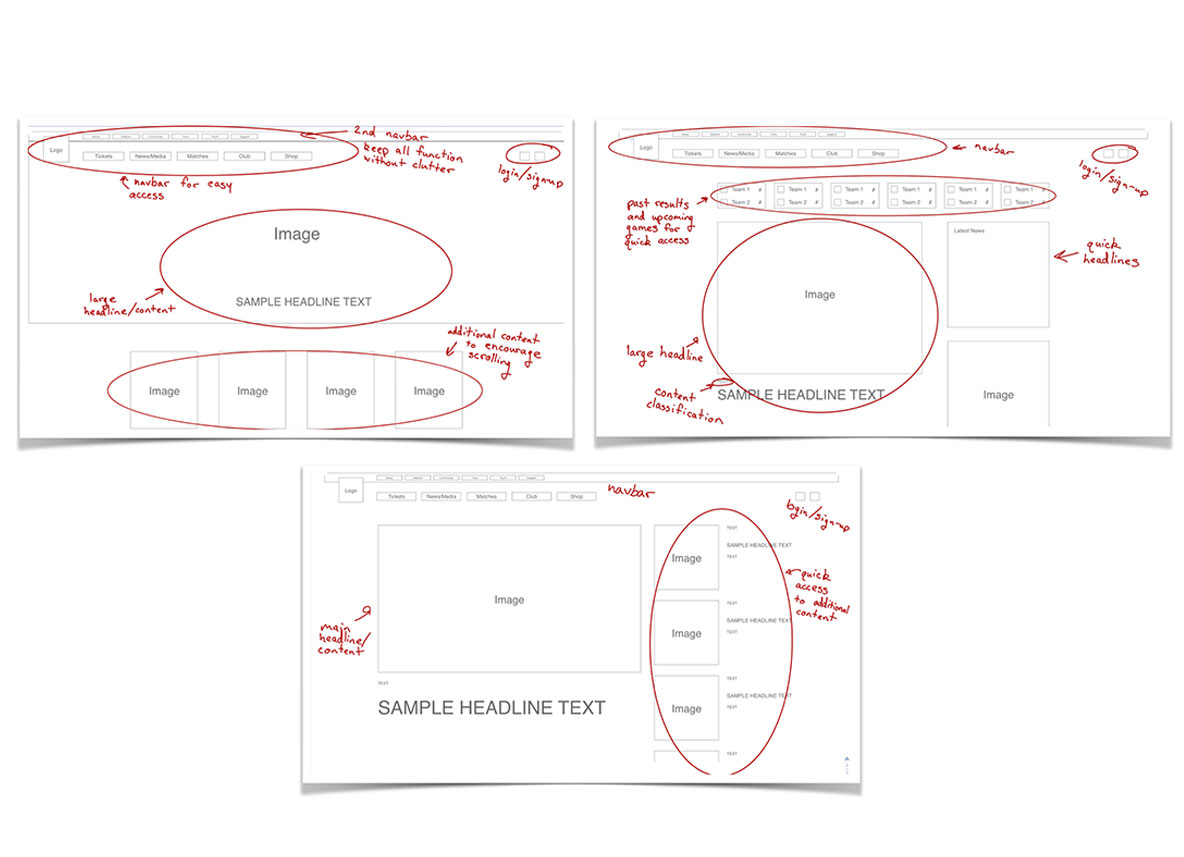 Logo
Tickets News/Media Matches Club Shop
2nd navbar
keep all function
without clutter
login/sign-up
navbar for easy
access
Image
SAMPLE HEADLINE TEXT
large
headline/content
additional content
to encourage
scrolling
Image Image Image Image
Logo
Tickets News/Media Matches Club Shop
navbar
login/sign-up
Team 1 # Team 1 # Team 1 # Team 1 # Team 1 # Team 1 #
Team 2 # Team 2 # Team 2 # Team 2 # Team 2 # Team 2 #
past results
and upcoming
games for
quick access
Latest News
quick
headlines
Image
large headline
content
classification
SAMPLE HEADLINE TEXT
Image
Logo
Tickets News/Media Matches Club Shop
navbar
login/sign-up
Image
main
headline/
content
TEXT
SAMPLE HEADLINE TEXT
Image
TEXT
SAMPLE HEADLINE TEXT
TEXT
Image
TEXT
SAMPLE HEADLINE TEXT
TEXT
Image
TEXT
SAMPLE HEADLINE TEXT
TEXT
TEXT
quick
access
to additional
content